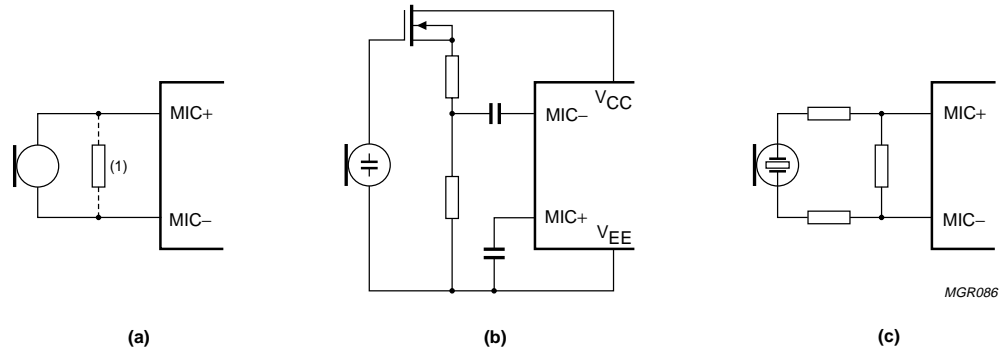 MIC+
(1)
MIC−
(a)
VCC
MIC−
MIC+
VEE
(b)
MIC+
MIC−
MGR086
(c)